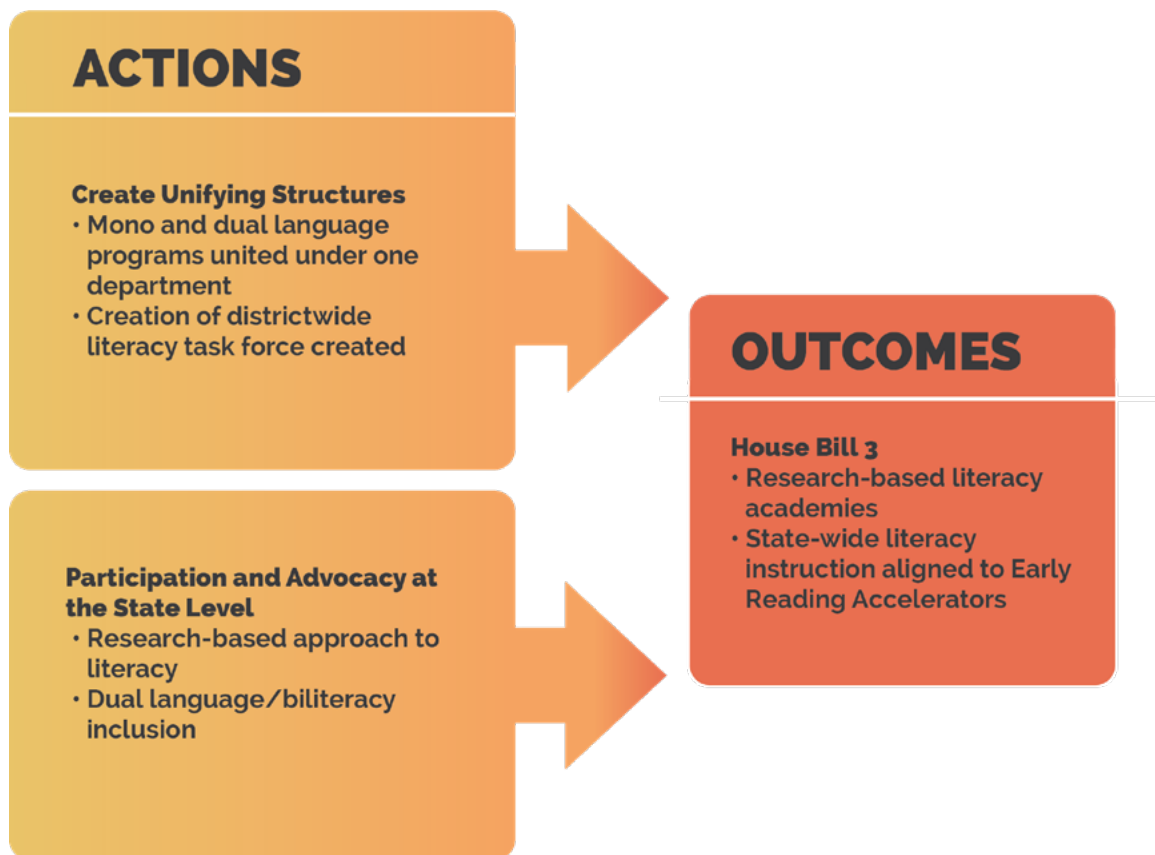 ACTIONS
Create Unifying Structures
• Mono and dual language
programs united under one
department
• Creation of districtwide
literacy task force created
Participation and Advocacy at
the State Level
• Research-based approach to
literacy
• Dual language/biliteracy
inclusion
OUTCOMES
House Bill 3
• Research-based literacy
academies
• State-wide literacy
instruction aligned to Early
Reading Accelerators